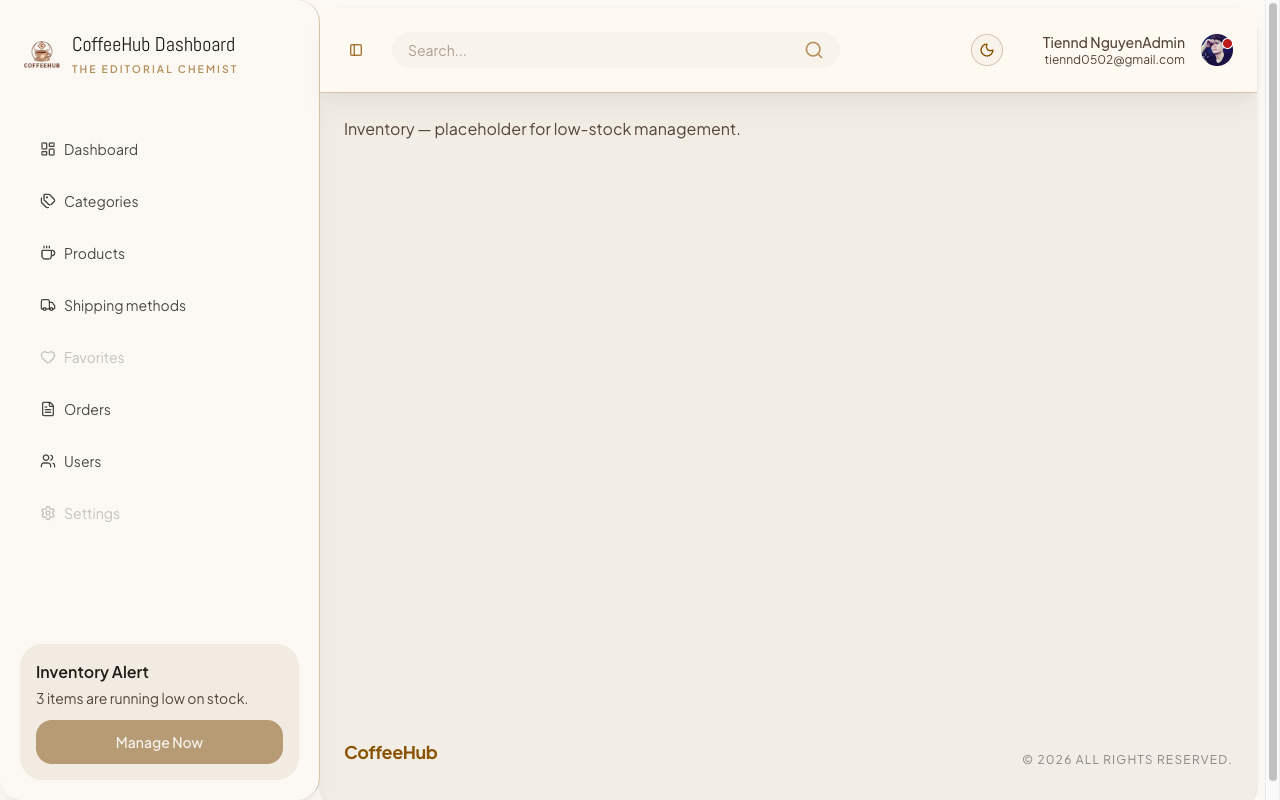 COFFEEHUB
CoffeeHub Dashboard
THE EDITORIAL CHEMIST
Dashboard
Categories
Products
Shipping methods
Favorites
Orders
Users
Settings
Inventory Alert
3 items are running low on stock.
Manage Now
Search...
Tiennd NguyenAdmin
tiennd0502@gmail.com
Inventory — placeholder for low-stock management.
CoffeeHub
© 2026 ALL RIGHTS RESERVED.